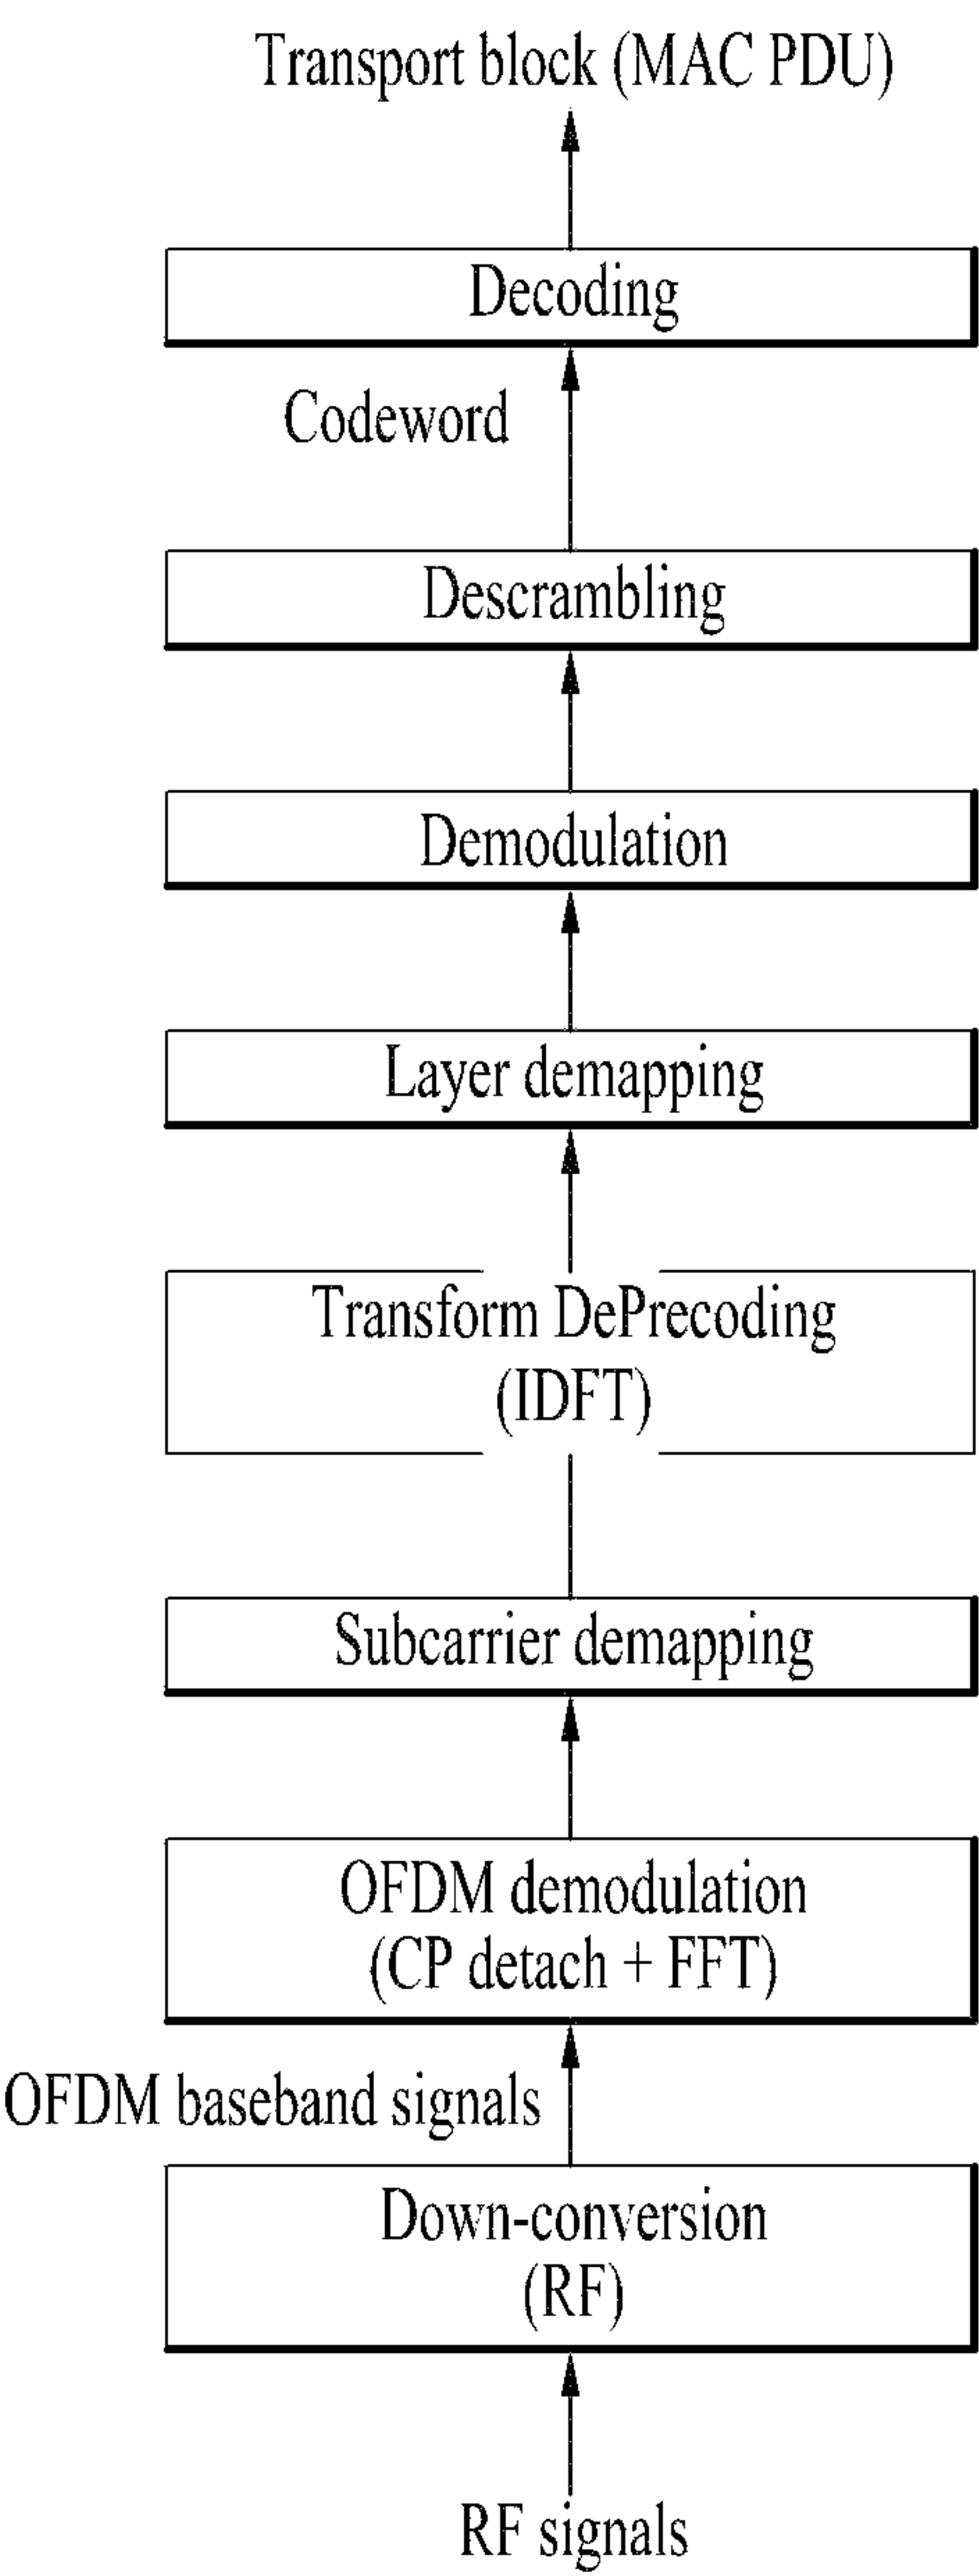 Transport block (MAC PDU)
Decoding
Codeword
Descrambling
Demodulation
Layer demapping
Transform DePrecoding
(IDFT)
Subcarrier demapping
OFDM demodulation
(CP detach + FFT)
OFDM baseband signals
Down-conversion
(RF)
RF signals